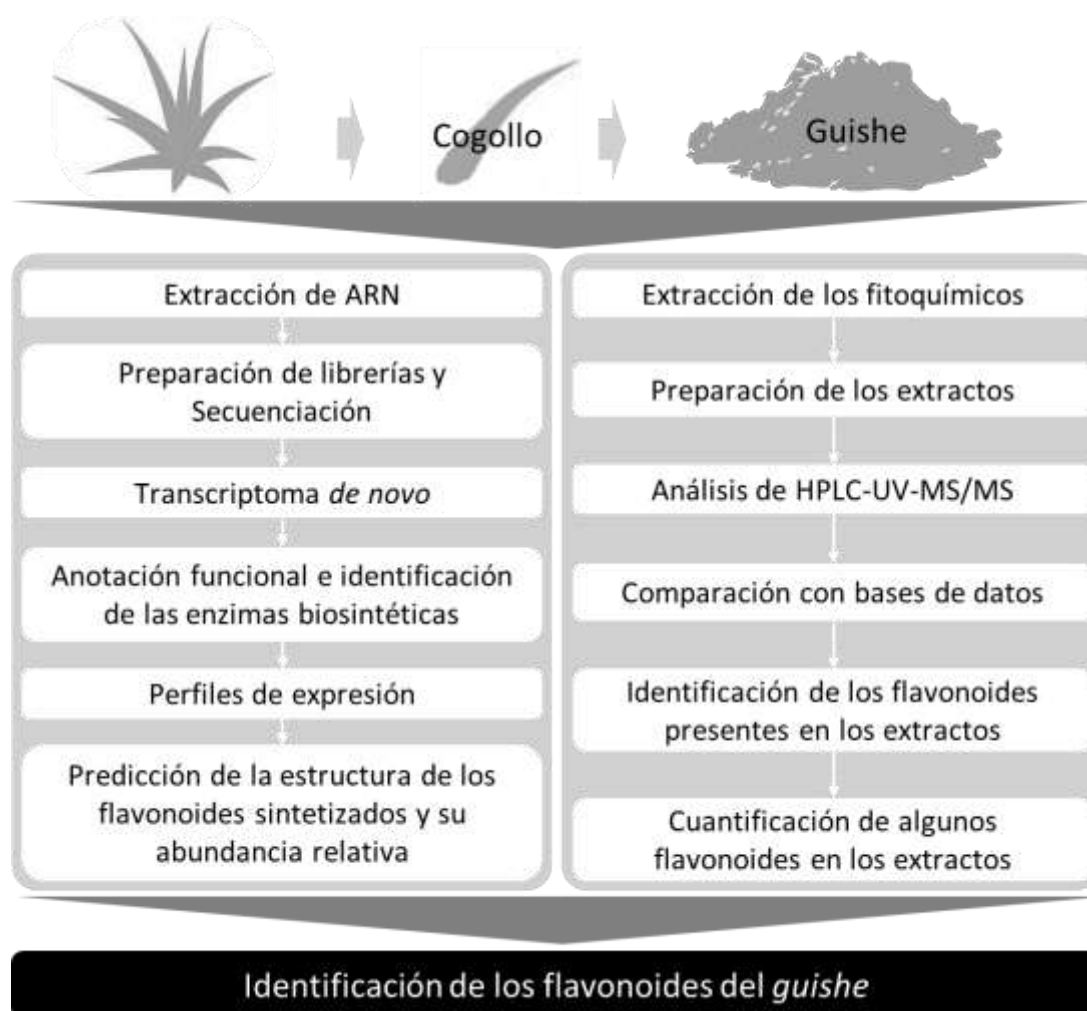 Cogollo
Guishe
Extracción de ARN
Preparación de librerías y
Secuenciación
Transcriptoma de novo
Anotación funcional e identificación
de las enzimas biosintéticas
Perfiles de expresión
Predicción de la estructura de los
flavonoides sintetizados y su
abundancia relativa
Extracción de los fitoquímicos
Preparación de los extractos
Análisis de HPLC-UV-MS/MS
Comparación con bases de datos
Identificación de los flavonoides
presentes en los extractos
Cuantificación de algunos
flavonoides en los extractos
Identificación de los flavonoides del guishe